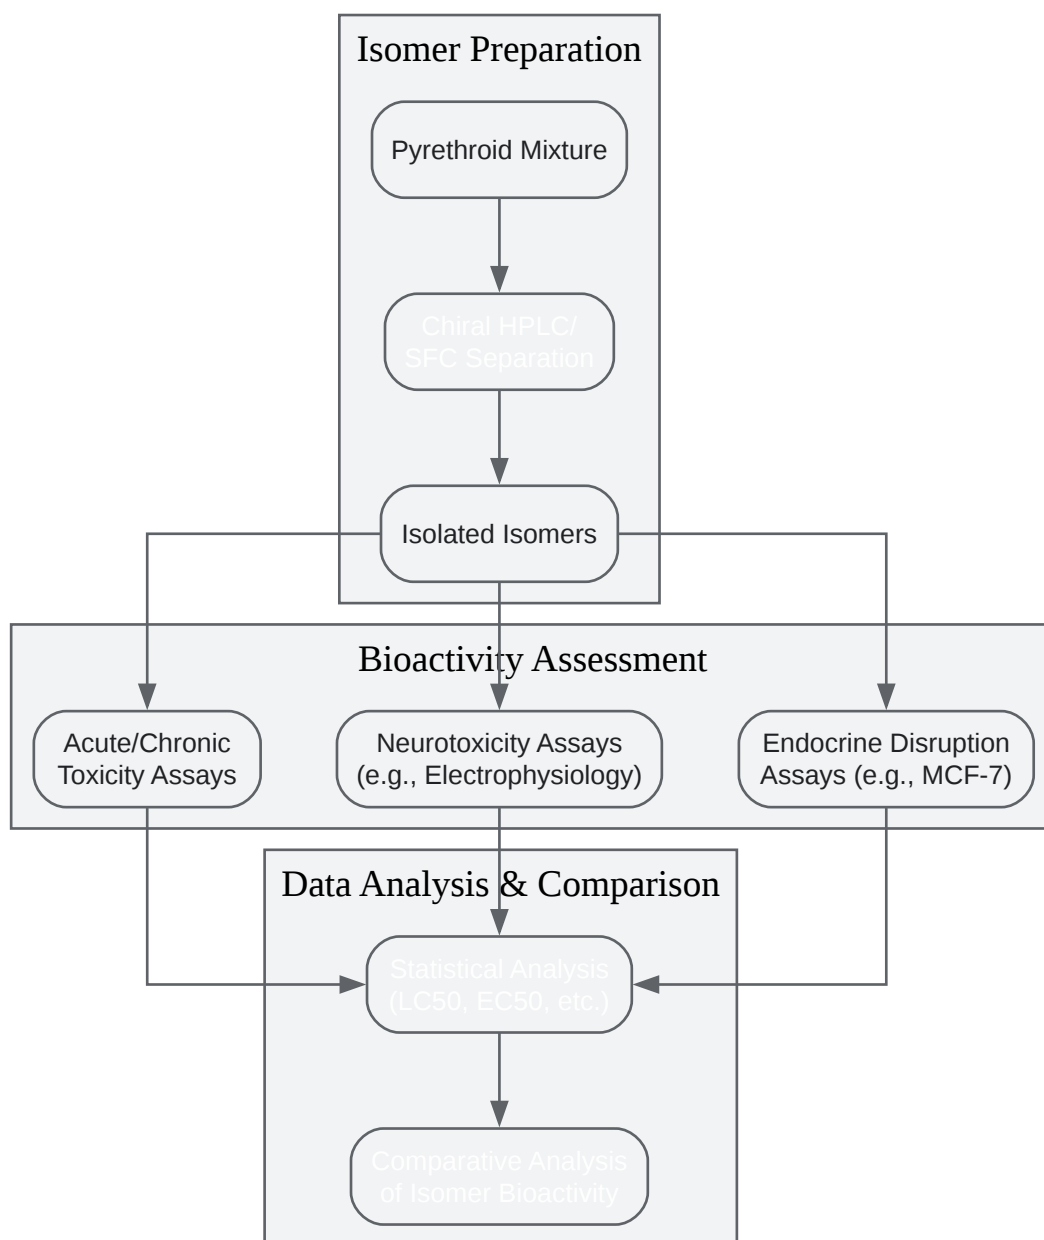 Isomer Preparation
Pyrethroid Mixture
Chiral HPLC/
SFC Separation
Isolated Isomers
Bioactivity Assessment
Acute/Chronic
Toxicity Assays
Neurotoxicity Assays
(e.g., Electrophysiology)
Endocrine Disruption
Assays (e.g., MCF-7)
Data Analysis & Comparison
Statistical Analysis
(LC50, EC50, etc.)
Comparative Analysis
of Isomer Bioactivity